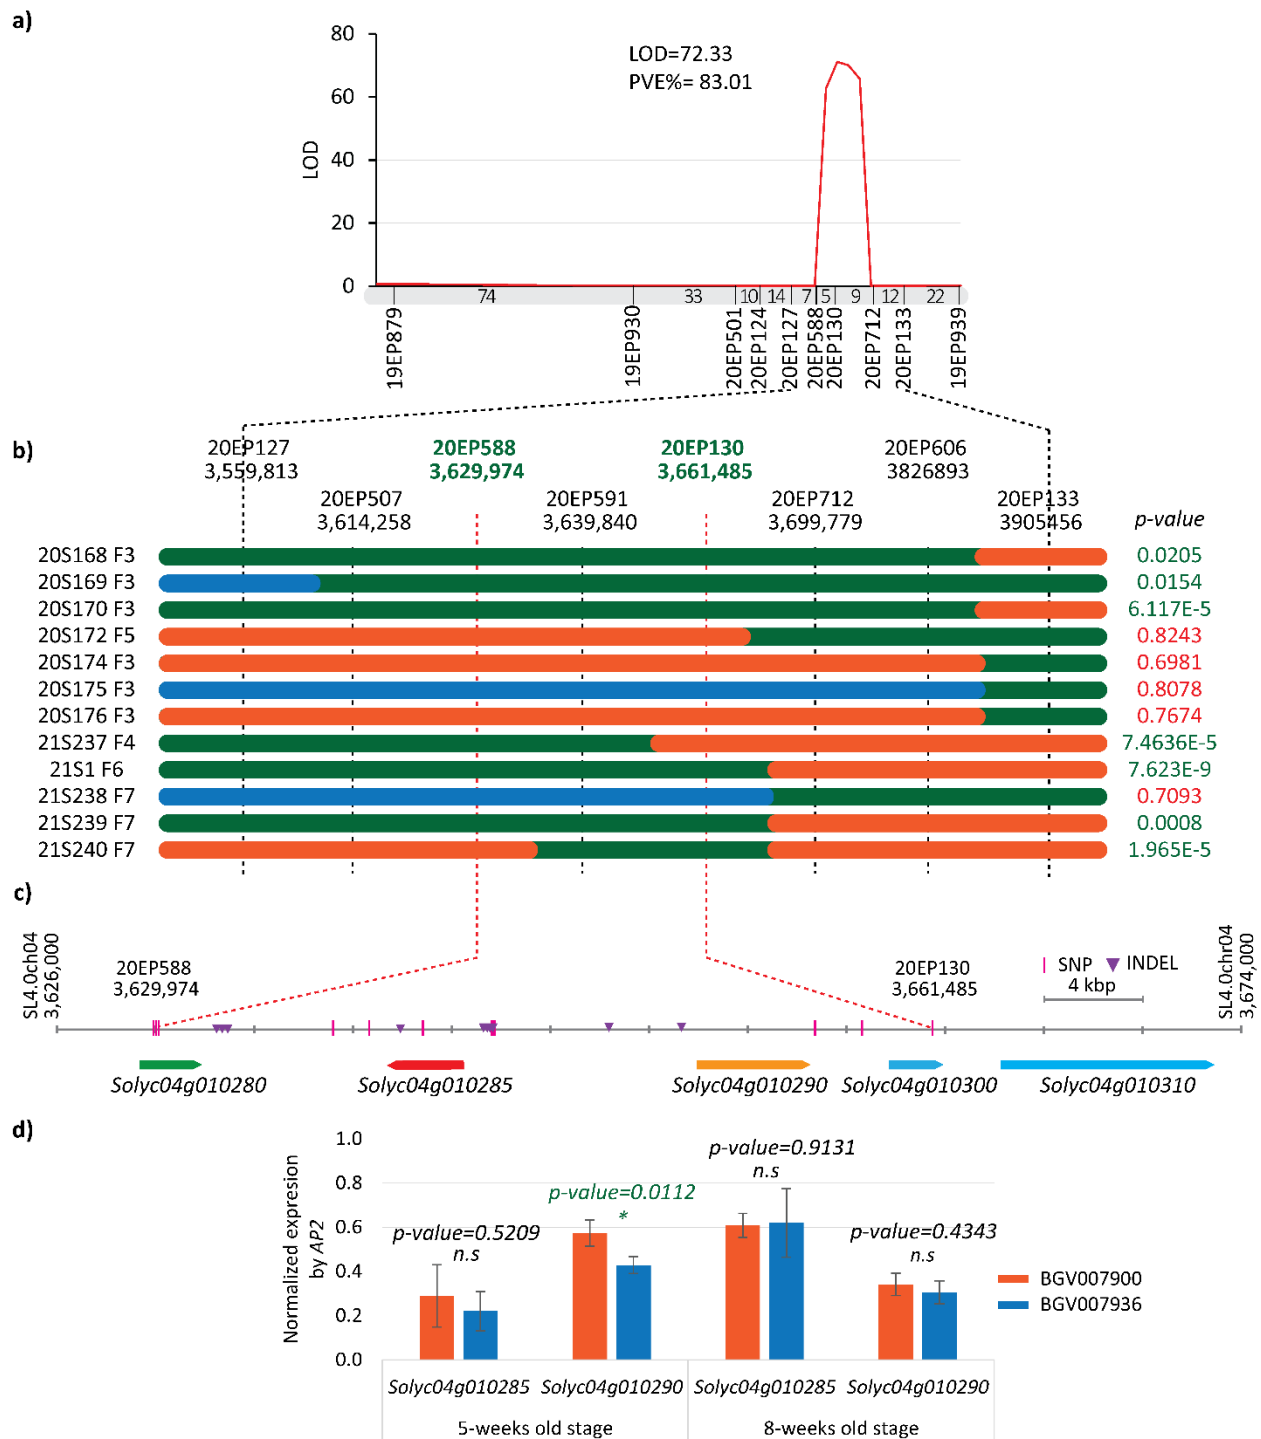 a)
80
60
40
20
0
LOD
LOD=72.33
PVE%= 83.01
74 33 10 14 7 5 9 12 22
19EP879
19EP930
20EP501
20EP124
20EP127
20EP588
20EP130
20EP712
20EP133
19EP939
b)
20EP127
3,559,813
20EP588
3,629,974
20EP130
3,661,485
20EP606
3826893
20EP507
3,614,258
20EP591
3,639,840
20EP712
3,699,779
20EP133
3905456
p-value
20S168 F3 0.0205
20S169 F3 0.0154
20S170 F3 6.117E-5
20S172 F5 0.8243
20S174 F3 0.6981
20S175 F3 0.8078
20S176 F3 0.7674
21S237 F4 7.4636E-5
21S1 F6 7.623E-9
21S238 F7 0.7093
21S239 F7 0.0008
21S240 F7 1.965E-5
c)
SL4.0ch04
3,626,000
20EP588
3,629,974
20EP130
3,661,485
SNP INDEL
4 kbp
SL4.0chr04
3,674,000
Solyc04g010280
Solyc04g010285
Solyc04g010290
Solyc04g010300
Solyc04g010310
d)
Normalized expresion
by AP2
1.0
0.8
0.6
0.4
0.2
0.0
p-value=0.5209
n.s
p-value=0.0112
*
p-value=0.9131
n.s
p-value=0.4343
n.s
BGV007900
BGV007936
Solyc04g010285 Solyc04g010290 Solyc04g010285 Solyc04g010290
5-weeks old stage 8-weeks old stage